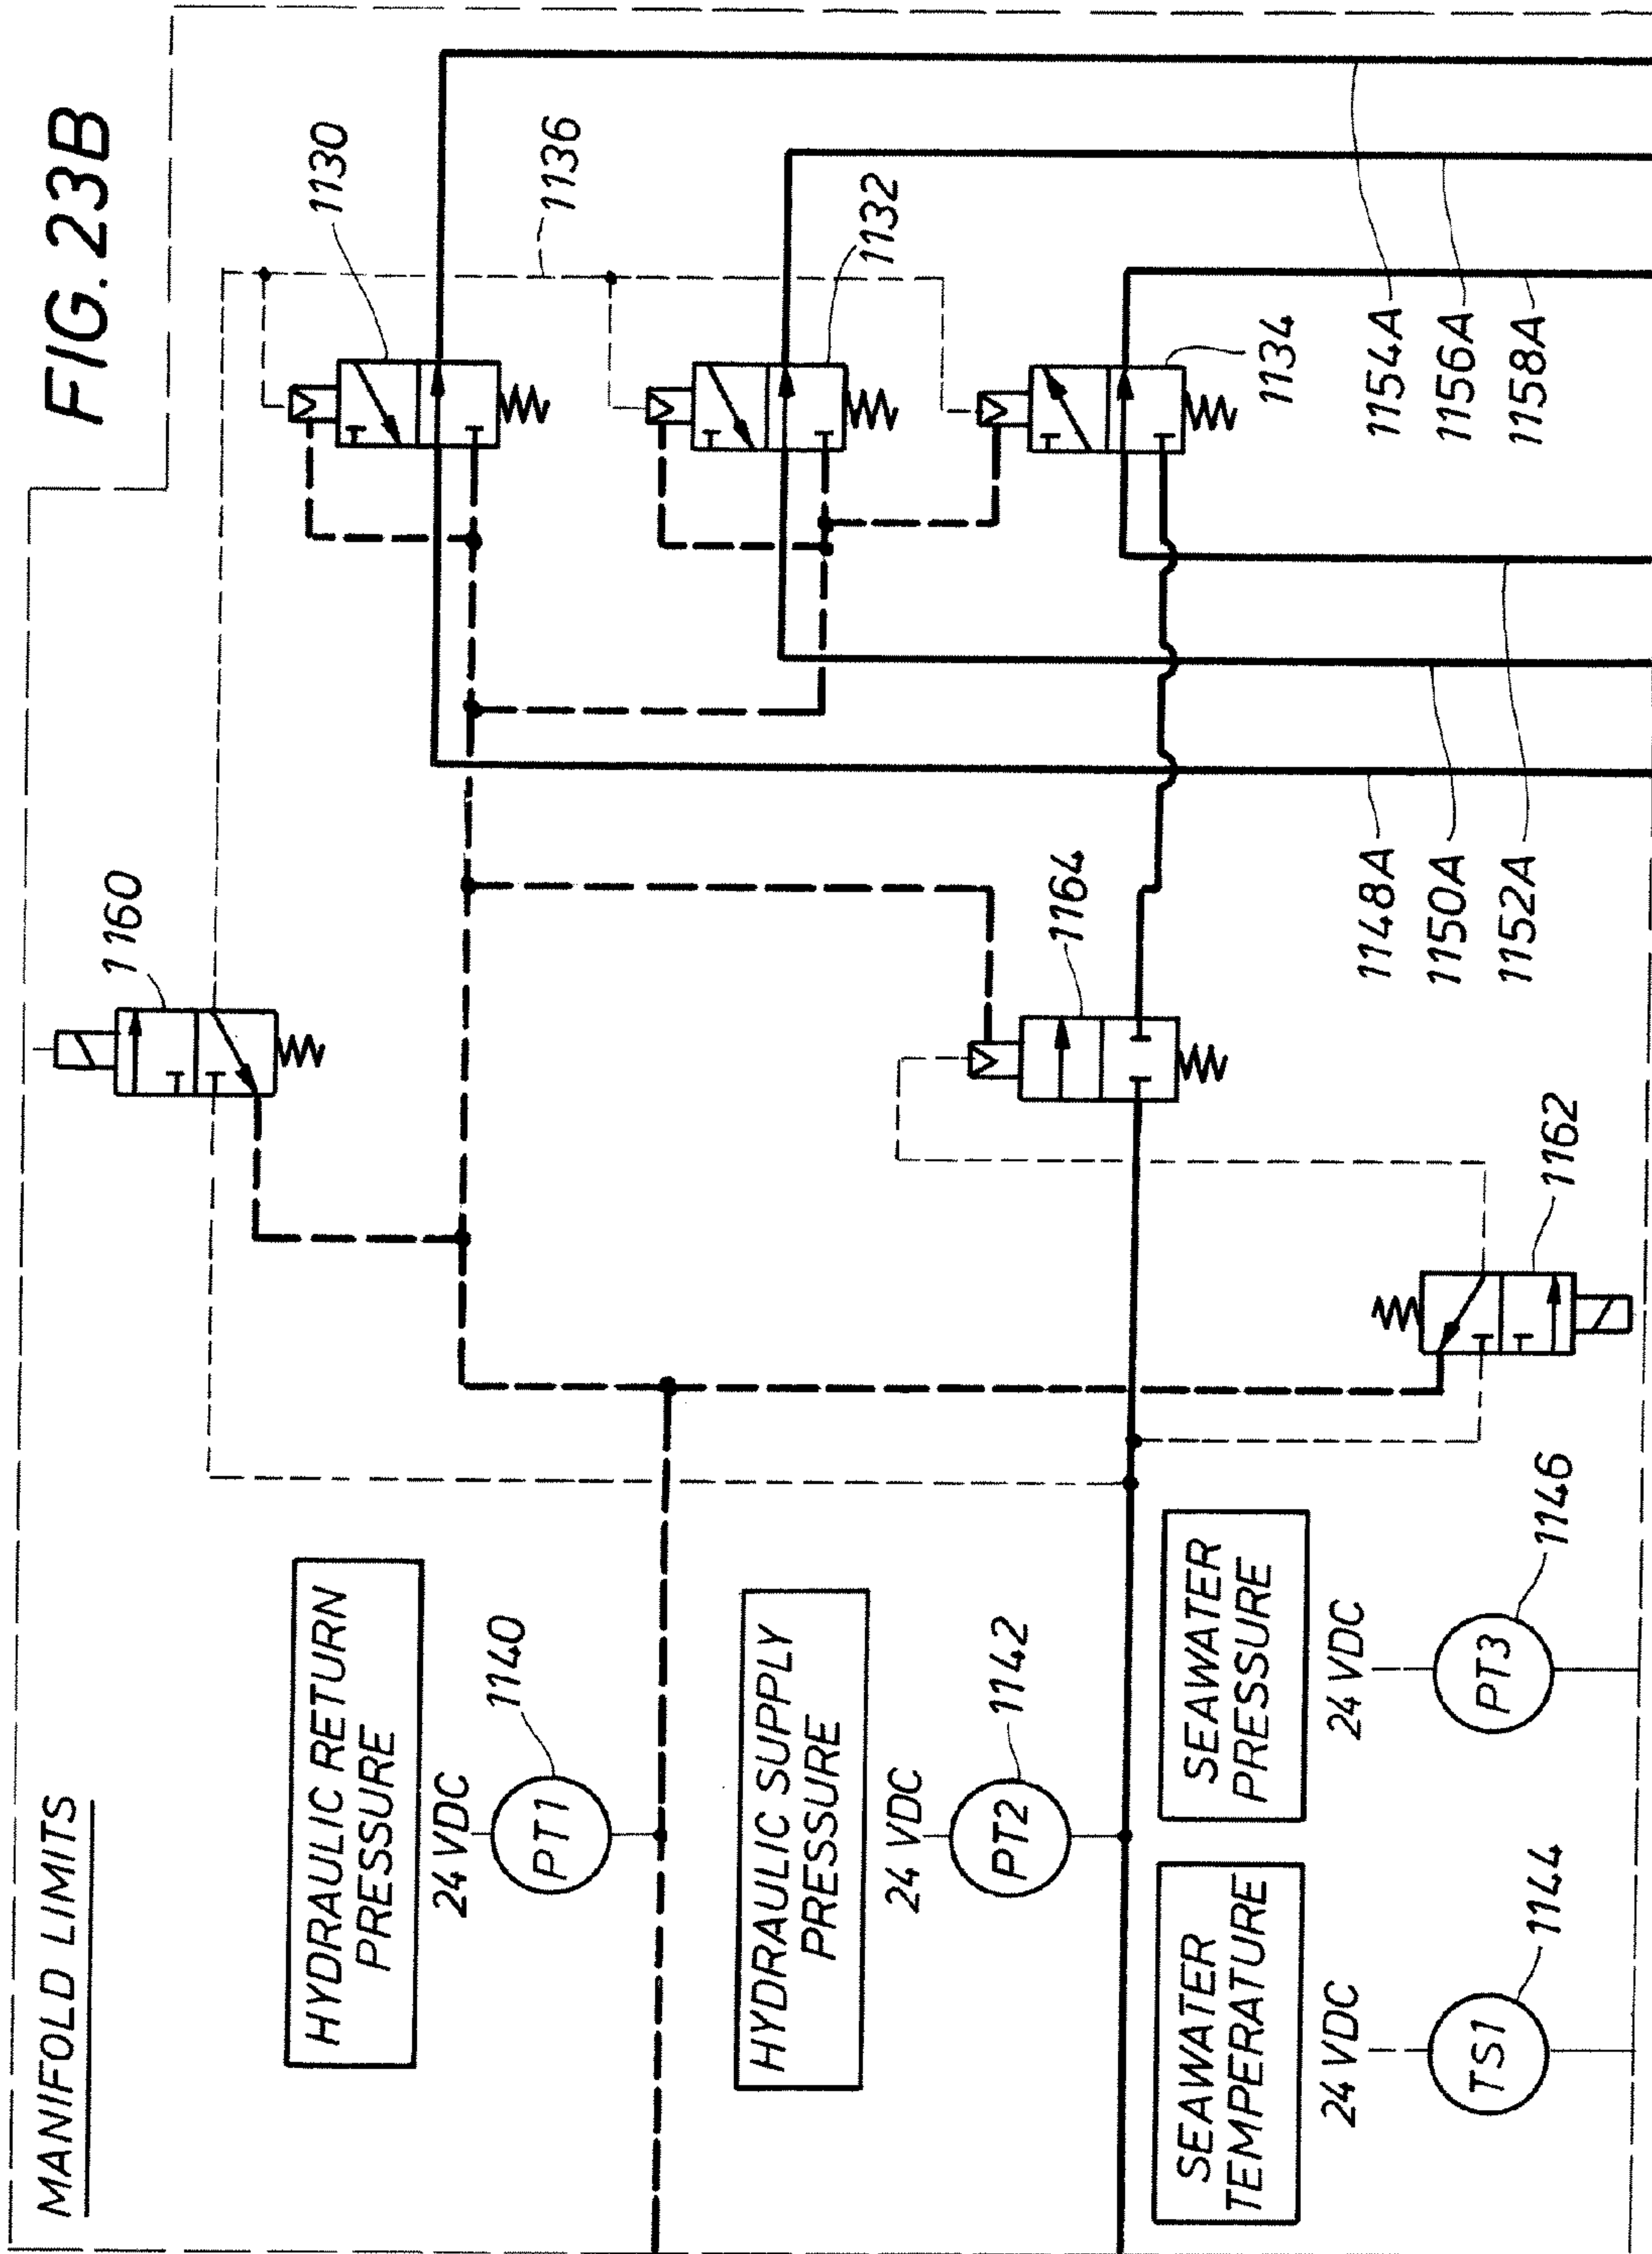 FIG. 23B
MANIFOLD LIMITS
1160
1130
1136
1132
1134
1164
1162
HYDRAULIC RETURN
PRESSURE
24 VDC
PT1
1140
HYDRAULIC SUPPLY
PRESSURE
24 VDC
PT2
1142
SEAWATER
TEMPERATURE
24 VDC
TS1
1144
SEAWATER
PRESSURE
24 VDC
PT3
1146
1148A
1150A
1152A
1154A
1156A
1158A